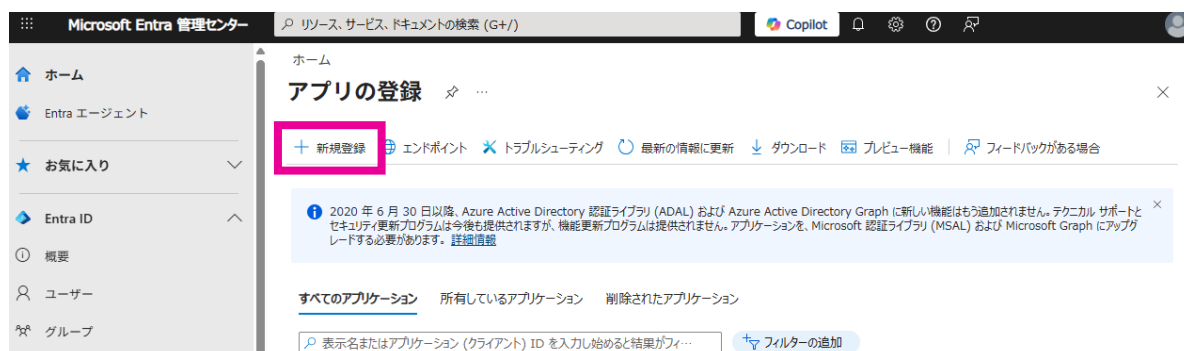 Microsoft Entra 管理センター
リソース、サービス、ドキュメントの検索 (G+/)
Copilot
ホーム
Entra エージェント
お気に入り
Entra ID
概要
ユーザー
グループ
ホーム
アプリの登録
新規登録
エンドポイント
トラブルシューティング
最新の情報に更新
ダウンロード
プレビュー機能
フィードバックがある場合
2020 年 6 月 30 日以降、Azure Active Directory 認証ライブラリ (ADAL) および Azure Active Directory Graph に新しい機能はもう追加されません。テクニカル サポートと
セキュリティ更新プログラムは今後も提供されますが、機能更新プログラムは提供されません。アプリケーションを、Microsoft 認証ライブラリ (MSAL) および Microsoft Graph にアップグ
レードする必要があります。 詳細情報
すべてのアプリケーション
所有しているアプリケーション
削除されたアプリケーション
表示名またはアプリケーション (クライアント) ID を入力し始めると結果がフィ…
フィルターの追加